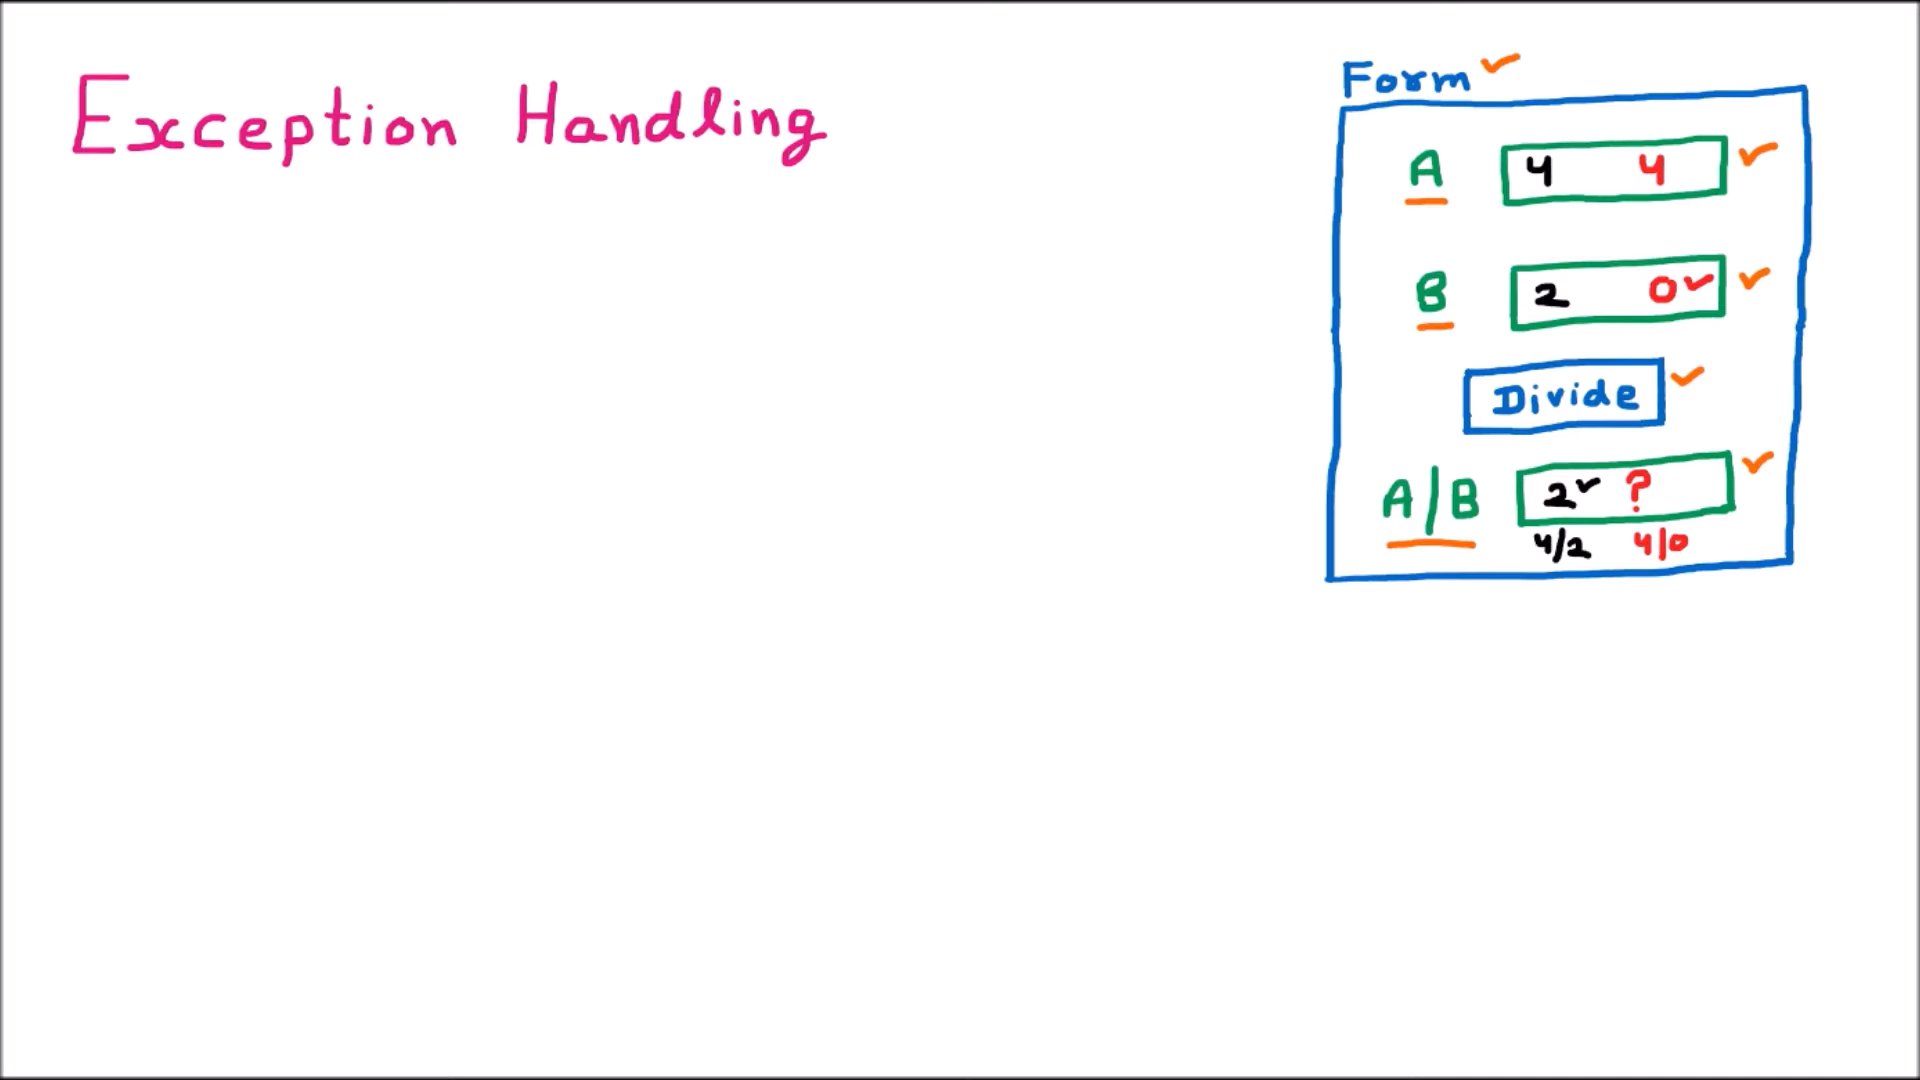 Exception Handling
Form
A 4 4
B 2 0
Divide
A/B 2 ?
4/2 4/0